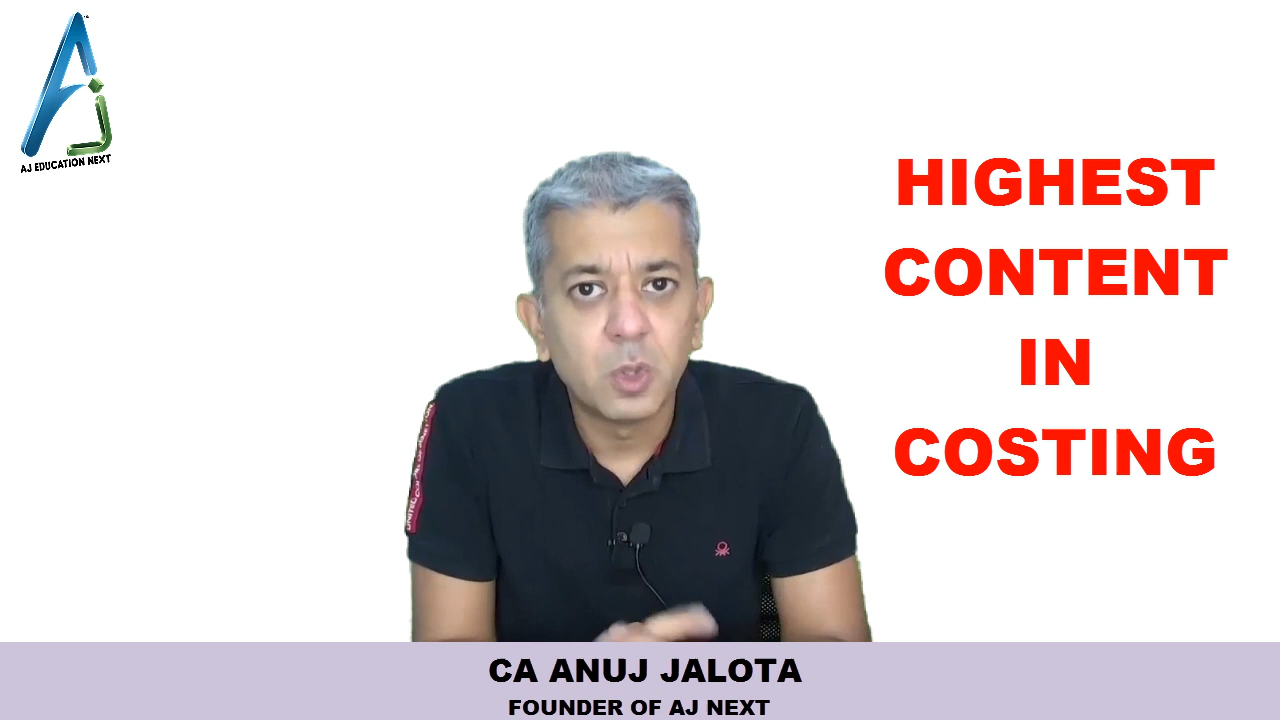 AJ EDUCATION NEXT
HIGHEST
CONTENT
IN
COSTING
CA ANUJ JALOTA
FOUNDER OF AJ NEXT